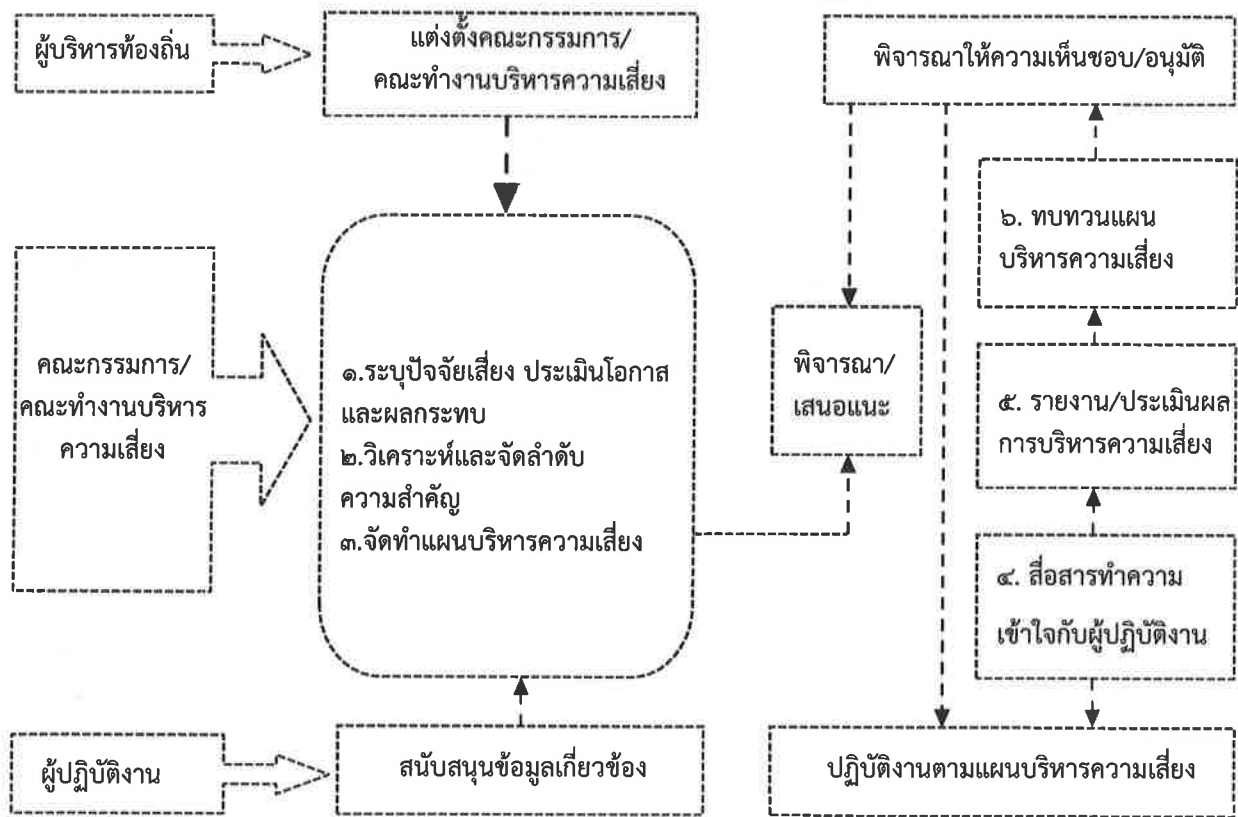 ผู้บริหารท้องถิ่น
แต่งตั้งคณะกรรมการ/
คณะทำงานบริหารความเสี่ยง
พิจารณาให้ความเห็นชอบ/อนุมัติ
คณะกรรมการ/
คณะทำงานบริหาร
ความเสี่ยง
๑.ระบุปัจจัยเสี่ยง ประเมินโอกาส
และผลกระทบ
๒.วิเคราะห์และจัดลำดับ
ความสำคัญ
๓.จัดทำแผนบริหารความเสี่ยง
พิจารณา/
เสนอแนะ
๖. ทบทวนแผน
บริหารความเสี่ยง
๕. รายงาน/ประเมินผล
การบริหารความเสี่ยง
๔. สื่อสารทำความ
เข้าใจกับผู้ปฏิบัติงาน
ผู้ปฏิบัติงาน
สนับสนุนข้อมูลเกี่ยวข้อง
ปฏิบัติงานตามแผนบริหารความเสี่ยง